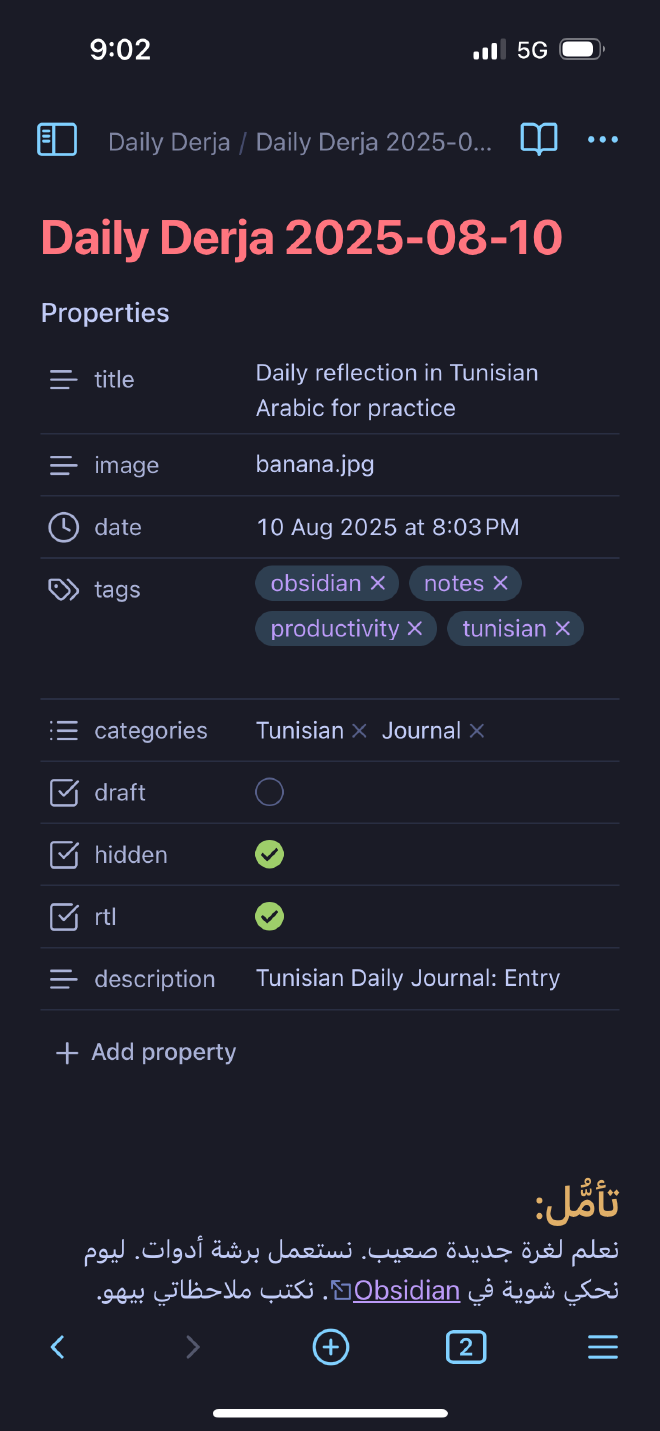 9:02
5G
Daily Derja / Daily Derja 2025-0...
Daily Derja 2025-08-10
Properties
title
Daily reflection in Tunisian
Arabic for practice
image
banana.jpg
date
10 Aug 2025 at 8:03 PM
tags
obsidian × notes ×
productivity × tunisian ×
categories
Tunisian × Journal ×
draft
hidden
rtl
description
Tunisian Daily Journal: Entry
+ Add property
تأمُّل:
نعلم لغرة جديدة صعيب. نستعمل برشة أدوات. ليوم
نحكي شوية في Obsidian. نكتب ملاحظاتي بيهو.
2